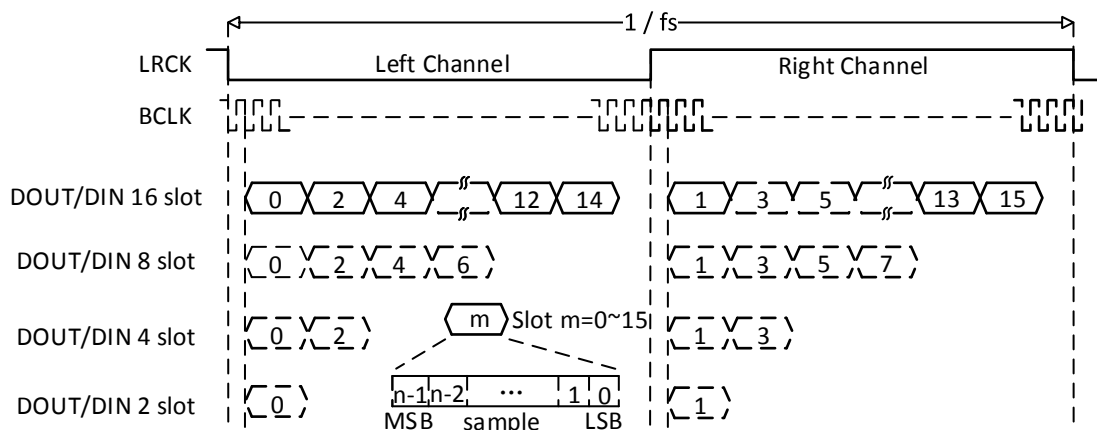 1 / fs
LRCK Left Channel Right Channel
BCLK
DOUT/DIN 16 slot 0 2 4 12 14 1 3 5 13 15
DOUT/DIN 8 slot 0 2 4 6 1 3 5 7
DOUT/DIN 4 slot 0 2 m Slot m=0~15 1 3
DOUT/DIN 2 slot 0 n-1 n-2 ... 1 0 1
MSB sample LSB